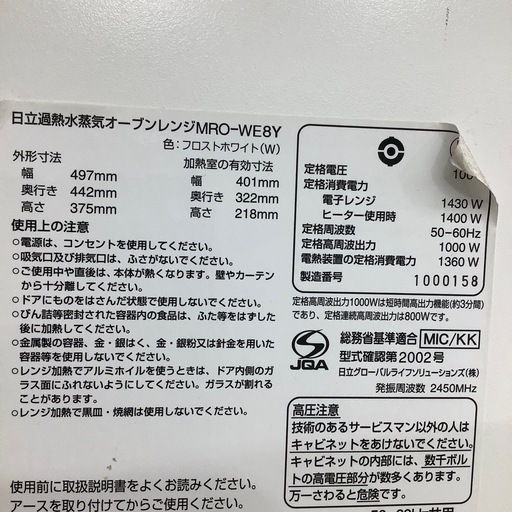 日立過熱水蒸気オーブンレンジMRO-WE8Y
色:フロストホワイト(W)
外形寸法
幅 497mm
奥行き 442mm
高さ 375mm
加熱室の有効寸法
幅 401mm
奥行き 322mm
高さ 218mm
使用上の注意
○電源は、コンセントを使用してください。
○吸気口及び排気口は、ふさがないでください。
○ご使用中や直後は、本体が熱くなります。壁やカーテン
から十分離してください。
○ドアにものをはさんだ状態で使用しないでください。
○びん詰等密封された容器内の食品は、ふた等をはずした
後に加熱してください。
○金属製の容器、金・銀はく、金・銀粉又は針金を用いた
容器等を使用しないでください。
○レンジ加熱でアルミホイルを使うときは、ドア内側のガ
ラス面にふれないようにしてください。ガラスが割れる
ことがあります。
○レンジ加熱で黒皿・焼網は使用しないでください。
使用前に取扱説明書をよくお読みください。
アースを取り付けてからご使用ください。
定格電圧 100
定格消費電力
電子レンジ 1430 W
ヒーター使用時 1400 W
定格周波数 50-60Hz
定格高周波出力 1000 W
電熱装置の定格消費電力 1360 W
製造番号 1000158
定格高周波出力1000Wは短時間高出力機能(約3分間)
であり、定格連続高周波出力は800Wです。
JQA
総務省基準適合 MIC/KK
型式確認第2002号
日立グローバルライフソリューションズ(株)
発振周波数 2450MHz
高圧注意
技術のあるサービスマン以外の人は
キャビネットをあけないでください。
キャビネットの内部には、数千ボルト
の高電圧部分が多数あります。
万一さわると危険です。